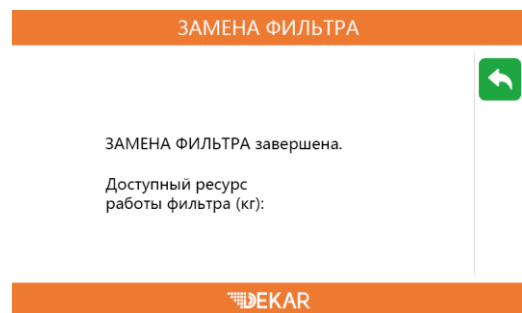 ЗАМЕНА ФИЛЬТРА
ЗАМЕНА ФИЛЬТРА завершена.
Доступный ресурс
работы фильтра (кг):
DEKAR